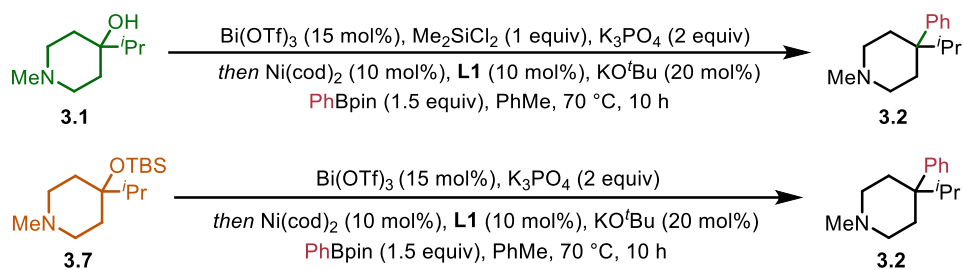 OH
iPr
MeN
3.1
Bi(OTf)₃ (15 mol%), Me₂SiCl₂ (1 equiv), K₃PO₄ (2 equiv)
then Ni(cod)₂ (10 mol%), L1 (10 mol%), KOᵗBu (20 mol%)
PhBpin (1.5 equiv), PhMe, 70 °C, 10 h
Ph
iPr
MeN
3.2
OTBS
iPr
MeN
3.7
Bi(OTf)₃ (15 mol%), K₃PO₄ (2 equiv)
then Ni(cod)₂ (10 mol%), L1 (10 mol%), KOᵗBu (20 mol%)
PhBpin (1.5 equiv), PhMe, 70 °C, 10 h
Ph
iPr
MeN
3.2